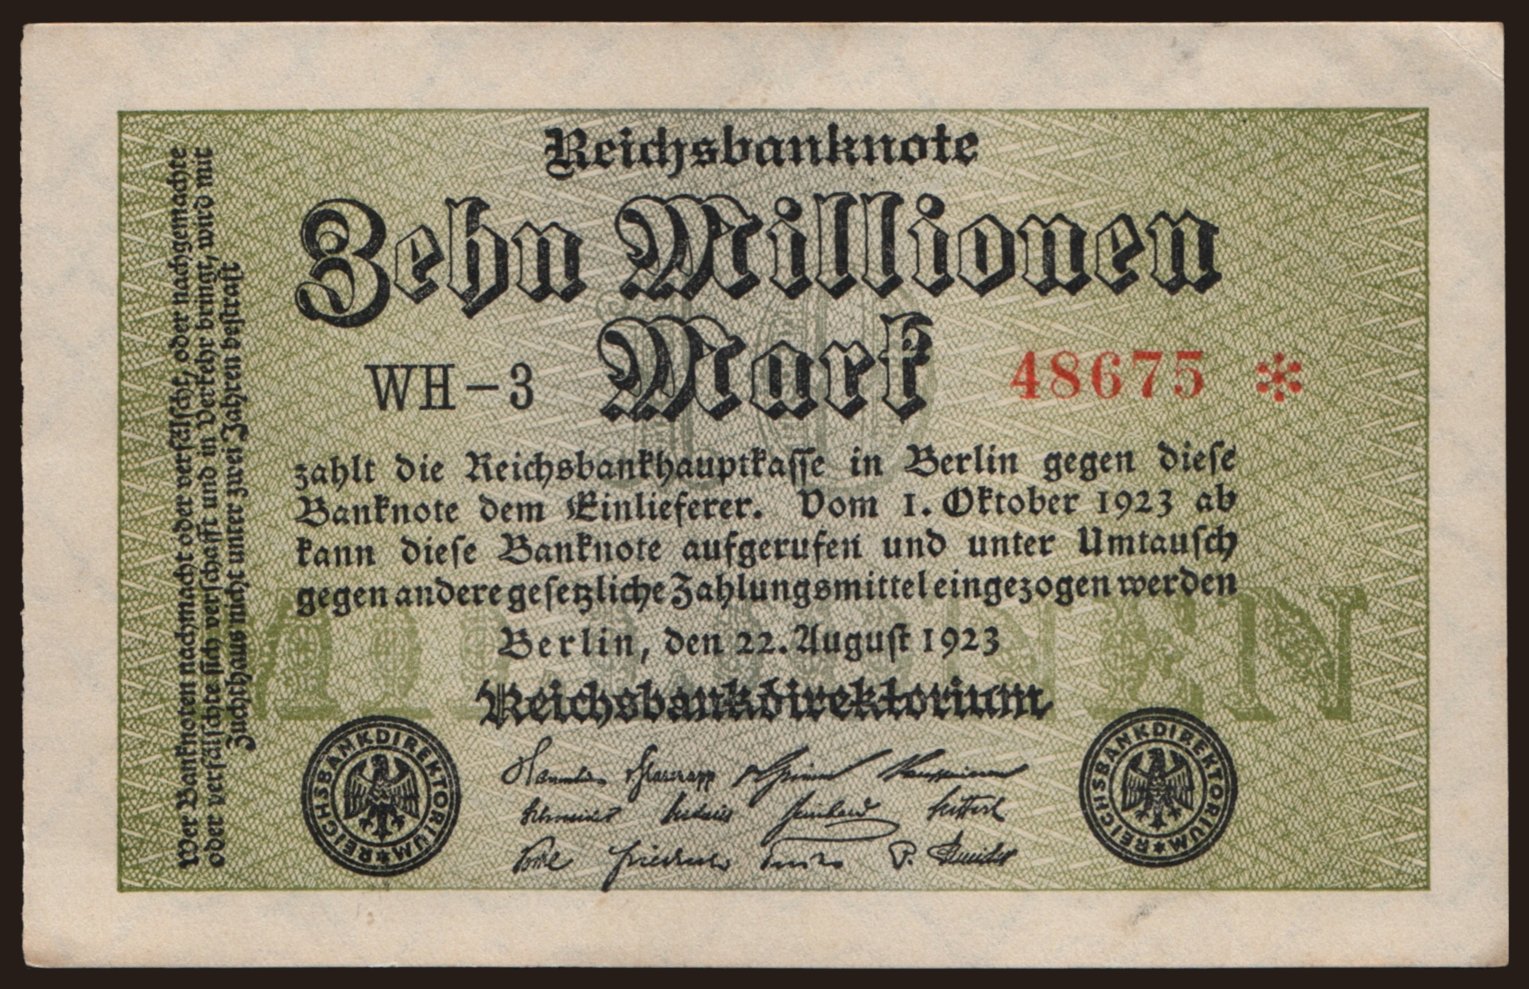 Reichsbanknote
Zehn Millionen
Mark
WH-3
48675 *
zahlt die Reichsbankhauptkasse in Berlin gegen diese
Banknote dem Einlieferer. Vom 1. Oktober 1923 ab
kann diese Banknote aufgerufen und unter Umtausch
gegen andere gesetzliche Zahlungsmittel eingezogen werden
Berlin, den 22. August 1923
Reichsbankdirektorium
REICHSBANKDIREKTORIUM*
REICHSBANKDIREKTORIUM*
Wer Banknoten nachmacht oder verfälscht, oder nachgemachte
oder verfälschte sich verschafft und in Verkehr bringt, wird mit
Zuchthaus nicht unter zwei Jahren bestraft
10
MILLIONEN